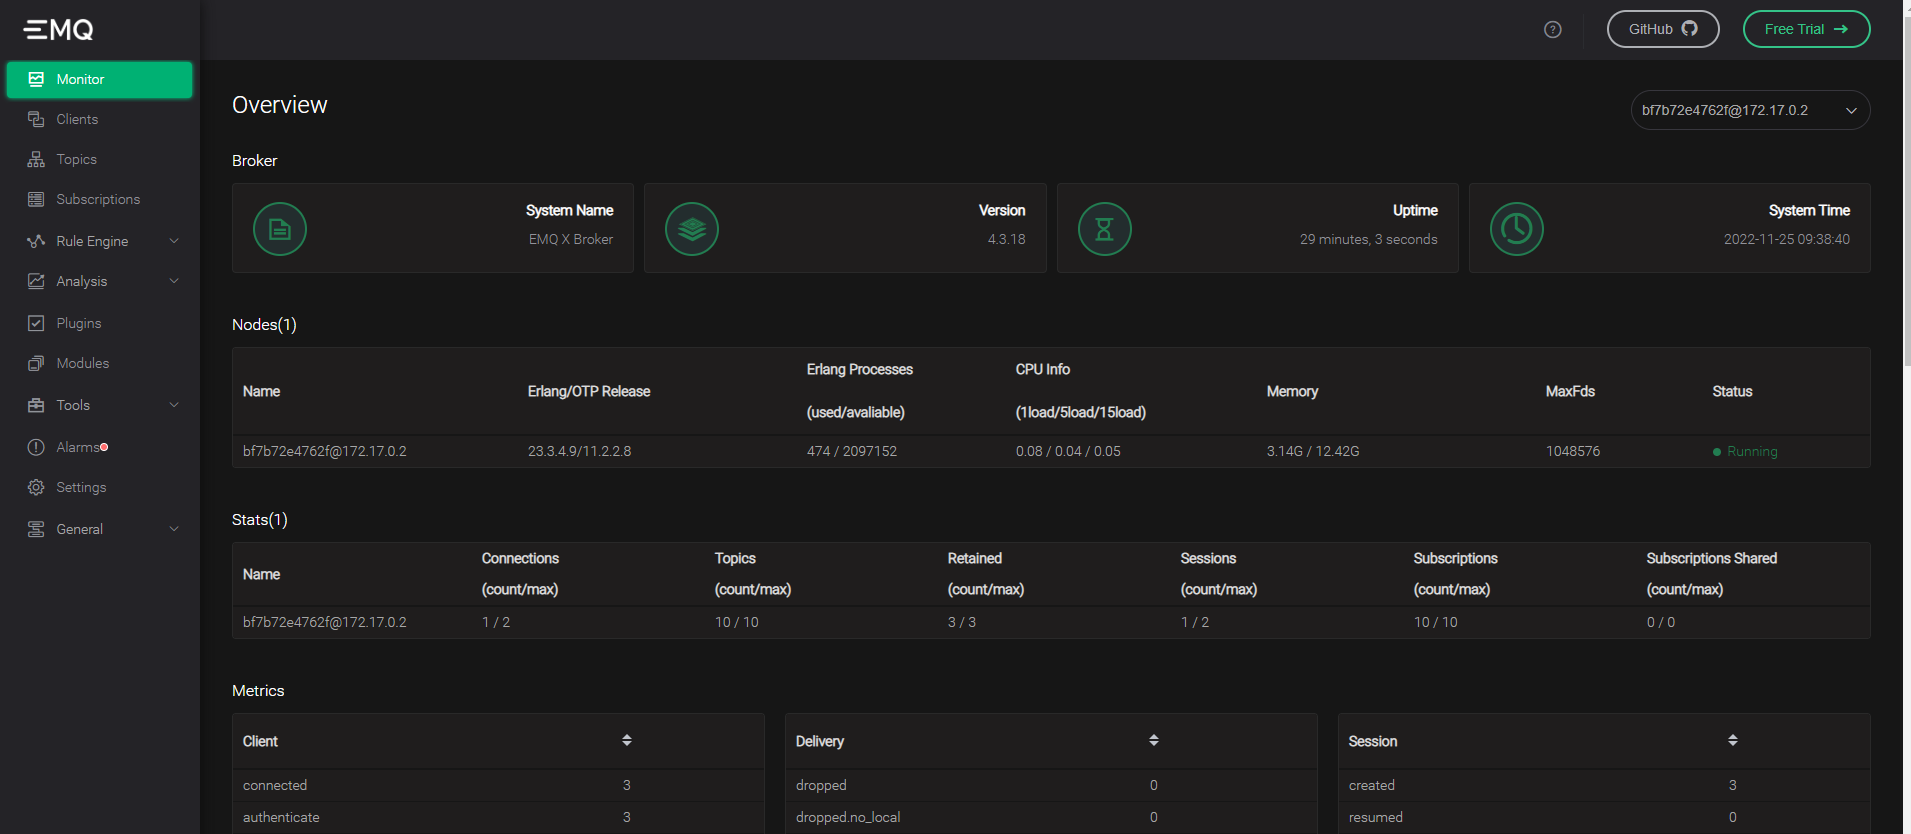 EMQ
GitHub
Free Trial →
Monitor
Clients
Topics
Subscriptions
Rule Engine
Analysis
Plugins
Modules
Tools
Alarms
Settings
General
Overview
bf7b72e4762f@172.17.0.2
Broker
System Name
EMQ X Broker
Version
4.3.18
Uptime
29 minutes, 3 seconds
System Time
2022-11-25 09:38:40
Nodes(1)
Name Erlang/OTP Release Erlang Processes (used/avaliable) CPU Info (1load/5load/15load) Memory MaxFds Status
bf7b72e4762f@172.17.0.2 23.3.4.9/11.2.2.8 474 / 2097152 0.08 / 0.04 / 0.05 3.14G / 12.42G 1048576 Running
Stats(1)
Name Connections (count/max) Topics (count/max) Retained (count/max) Sessions (count/max) Subscriptions (count/max) Subscriptions Shared (count/max)
bf7b72e4762f@172.17.0.2 1 / 2 10 / 10 3 / 3 1 / 2 10 / 10 0 / 0
Metrics
Client
connected 3
authenticate 3
Delivery
dropped 0
dropped.no_local 0
Session
created 3
resumed 0